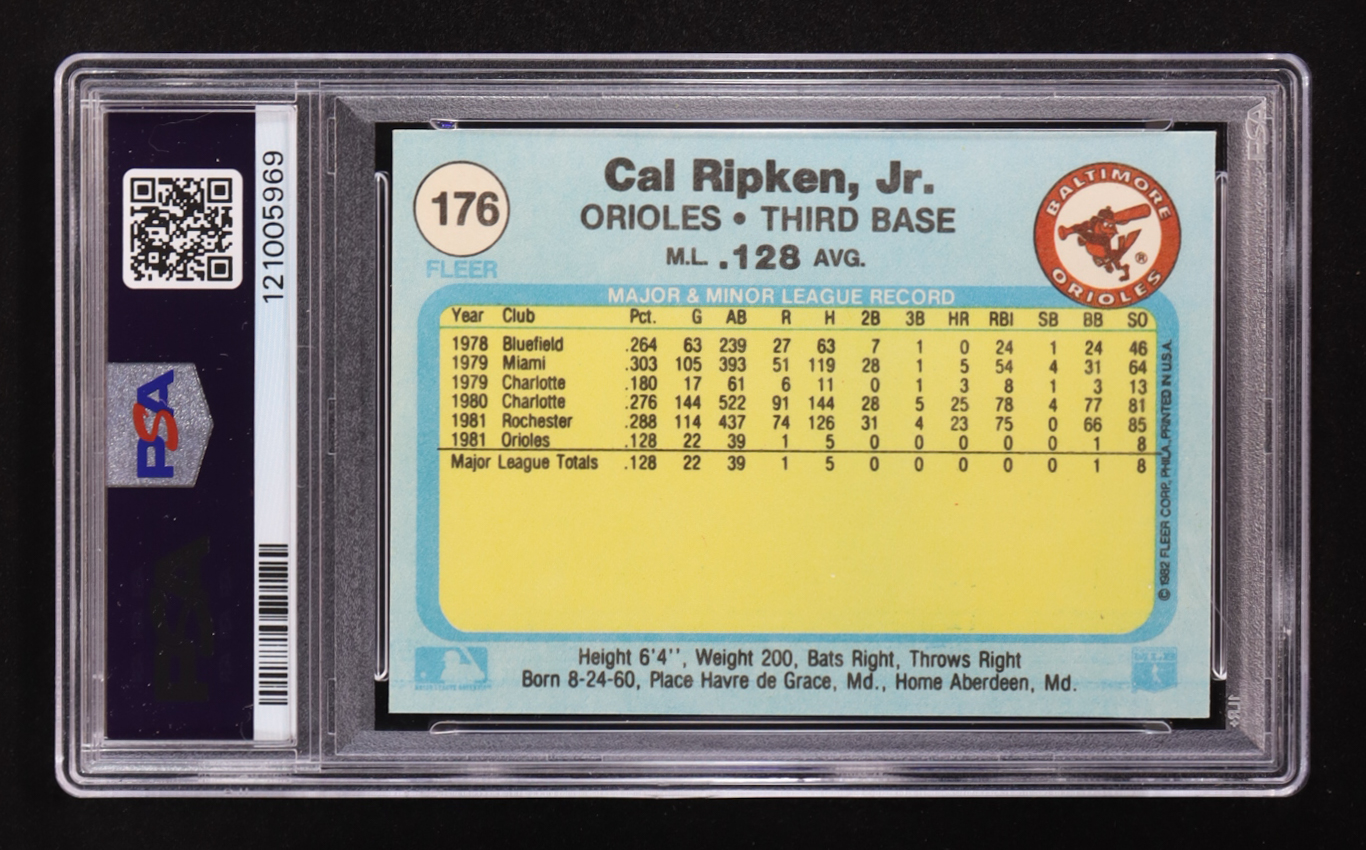 121005969
PSA
PSA
PSA
176
FLEER
Cal Ripken, Jr.
ORIOLES • THIRD BASE
M.L. .128 AVG.
BALTIMORE
ORIOLES
®
MAJOR & MINOR LEAGUE RECORD
Year Club Pct. G AB R H 2B 3B HR RBI SB BB SO
1978 Bluefield .264 63 239 27 63 7 1 0 24 1 24 46
1979 Miami .303 105 393 51 119 28 1 5 54 4 31 64
1979 Charlotte .180 17 61 6 11 0 1 3 8 1 3 13
1980 Charlotte .276 144 522 91 144 28 5 25 78 4 77 81
1981 Rochester .288 114 437 74 126 31 4 23 75 0 66 85
1981 Orioles .128 22 39 1 5 0 0 0 0 0 1 8
Major League Totals .128 22 39 1 5 0 0 0 0 0 1 8
© 1982 FLEER CORP., PHILA., PRINTED IN U.S.A.
Height 6'4'', Weight 200, Bats Right, Throws Right
Born 8-24-60, Place Havre de Grace, Md., Home Aberdeen, Md.